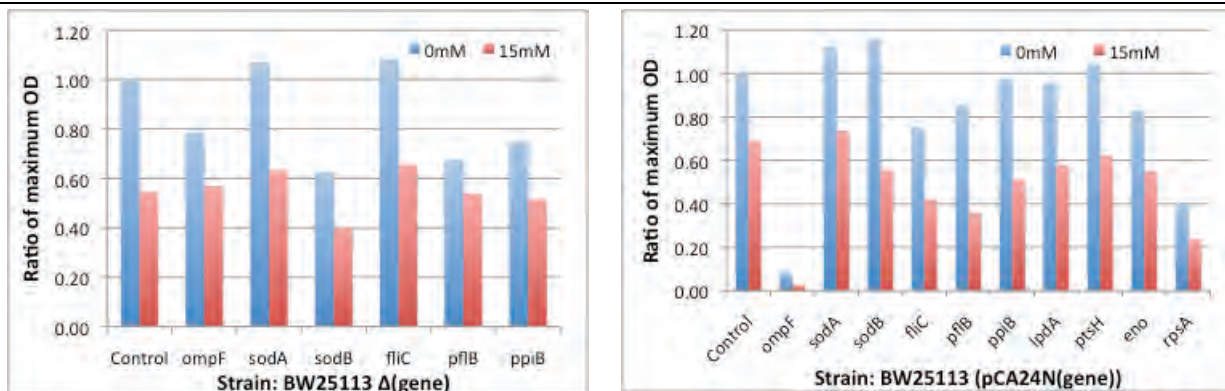 0mM 15mM
Ratio of maximum OD
1.20
1.00
0.80
0.60
0.40
0.20
0.00
Control ompF sodA sodB fliC pflB ppiB
Strain: BW25113 Δ(gene)
0mM 15mM
Ratio of maximum OD
1.20
1.00
0.80
0.60
0.40
0.20
0.00
Control ompF sodA sodB fliC pflB ppiB lpdA ptsH eno rpsA
Strain: BW25113 (pCA24N(gene))